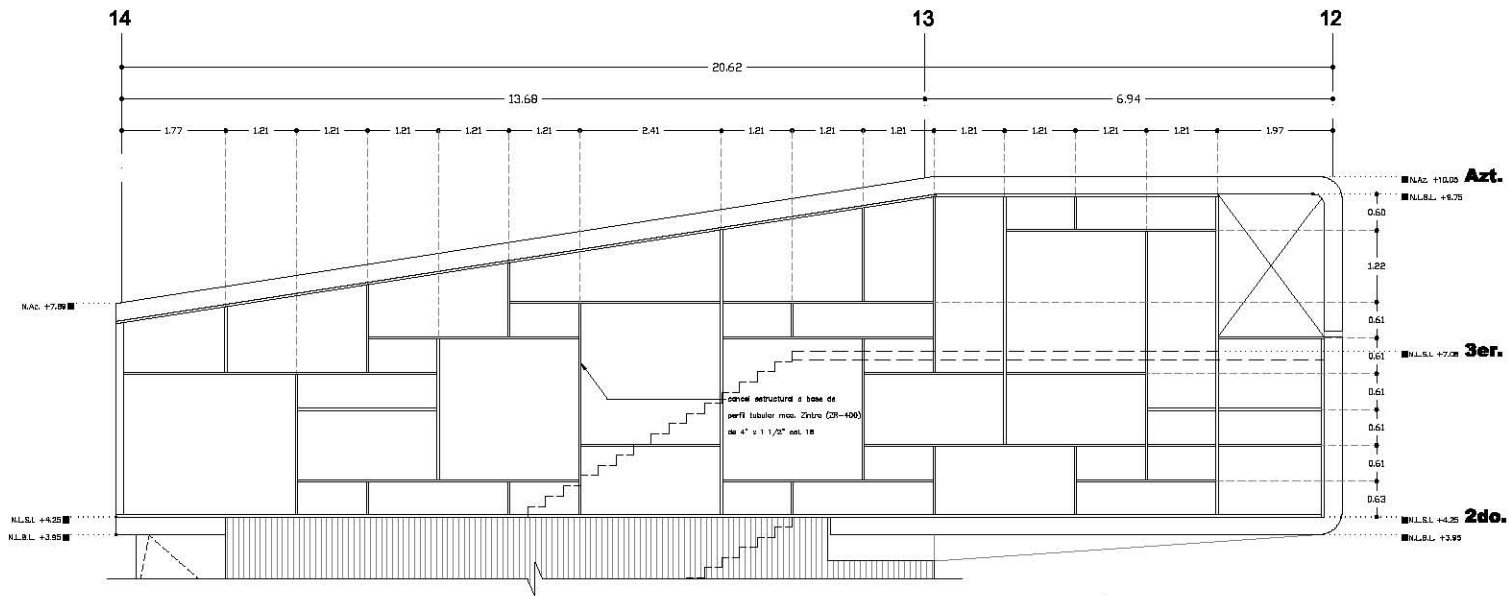 14 13 12
20.62
13.68 6.94
1.77 1.21 1.21 1.21 1.21 1.21 2.41 1.21 1.21 1.21 1.21 1.21 1.21 1.21 1.97
N.Az. +10.05 Azt.
N.L.B.L. +9.75
0.60
1.22
N.Az. +7.89
0.61
0.61 N.L.S.L. +7.08 3er.
cancel estructural a base de
perfil tubular mca. Zintro (ZR-400)
de 4" x 1 1/2" cal. 18
0.61
0.61
0.61
0.63
N.L.S.L. +4.25 N.L.S.L. +4.25 2do.
N.L.B.L. +3.95 N.L.B.L. +3.95